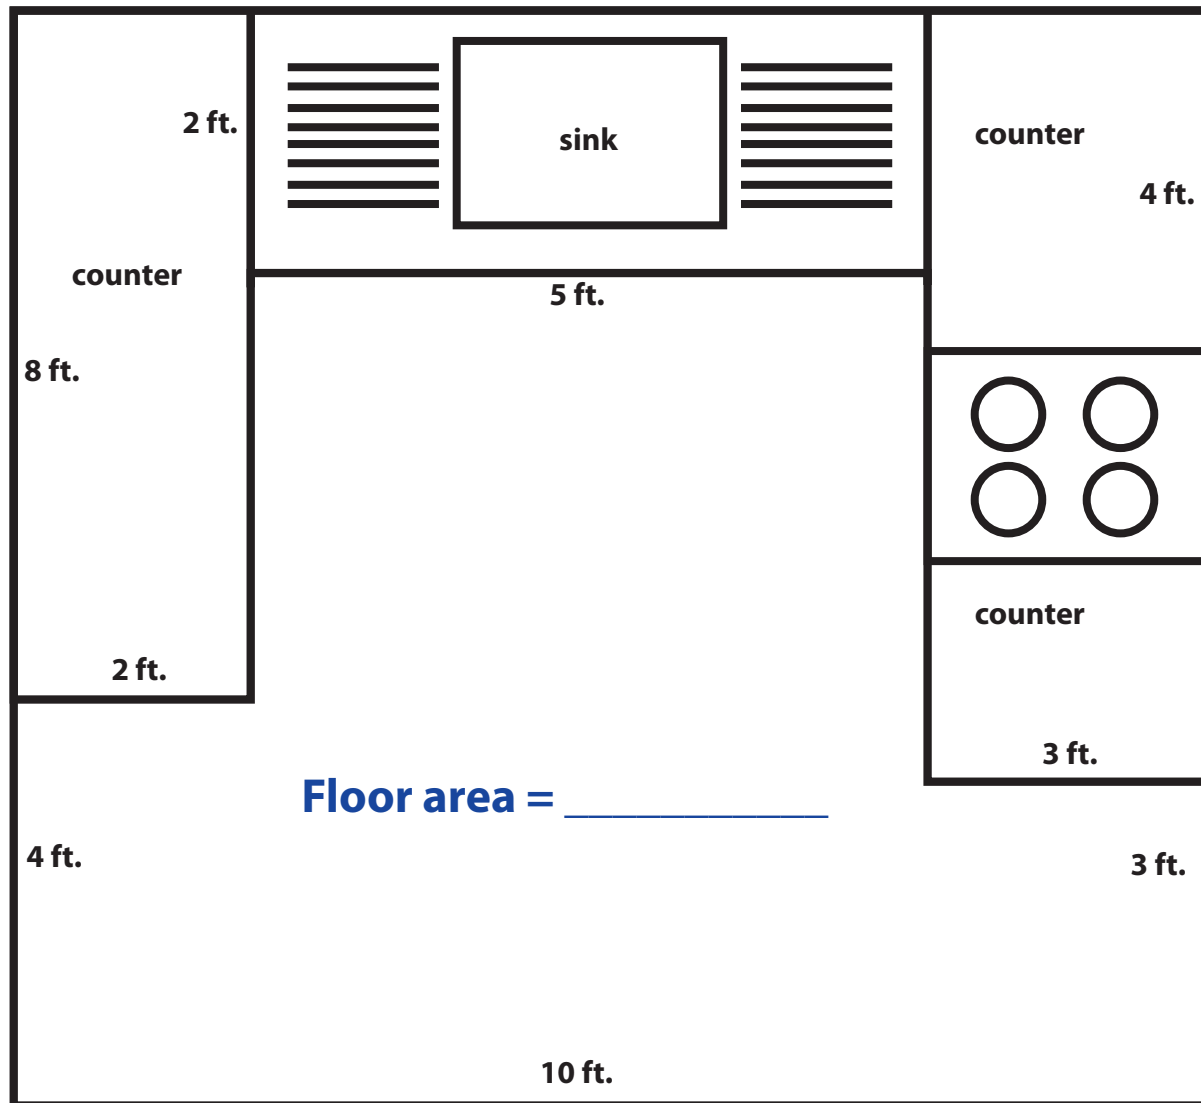 2 ft.
sink
counter
4 ft.
counter
5 ft.
8 ft.
counter
2 ft.
3 ft.
Floor area = ___________
4 ft.
3 ft.
10 ft.